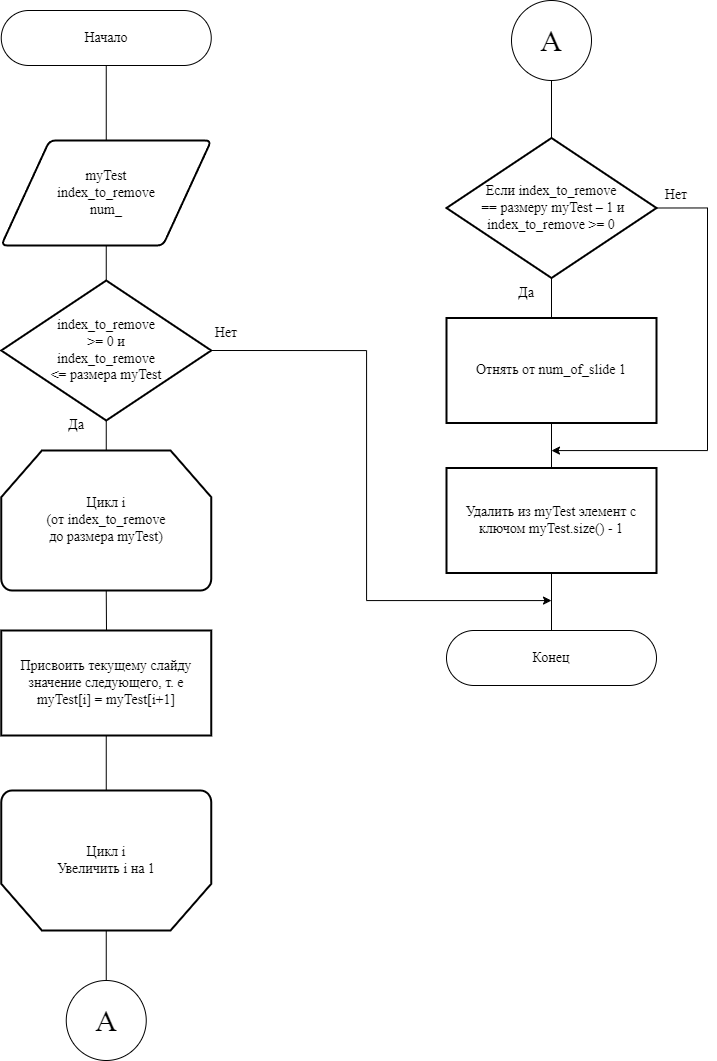 Начало
myTest
index_to_remove
num_
index_to_remove
>= 0 и
index_to_remove
<= размера myTest
Нет
Да
Цикл i
(от index_to_remove
до размера myTest)
Присвоить текущему слайду
значение следующего, т. е
myTest[i] = myTest[i+1]
Цикл i
Увеличить i на 1
A
A
Если index_to_remove
== размеру myTest – 1 и
index_to_remove >= 0
Нет
Да
Отнять от num_of_slide 1
Удалить из myTest элемент с
ключом myTest.size() - 1
Конец